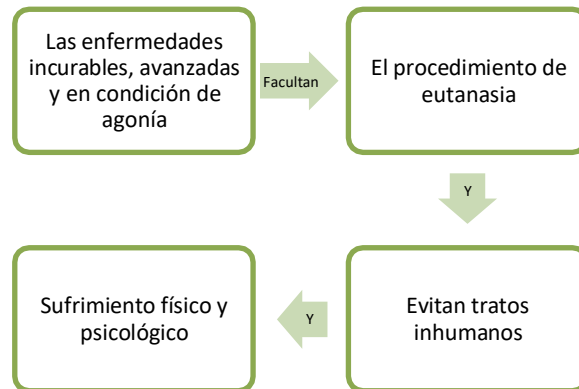 Las enfermedades
incurables, avanzadas
y en condición de
agonía
Facultan
El procedimiento de
eutanasia
Y
Evitan tratos
inhumanos
Y
Sufrimiento físico y
psicológico